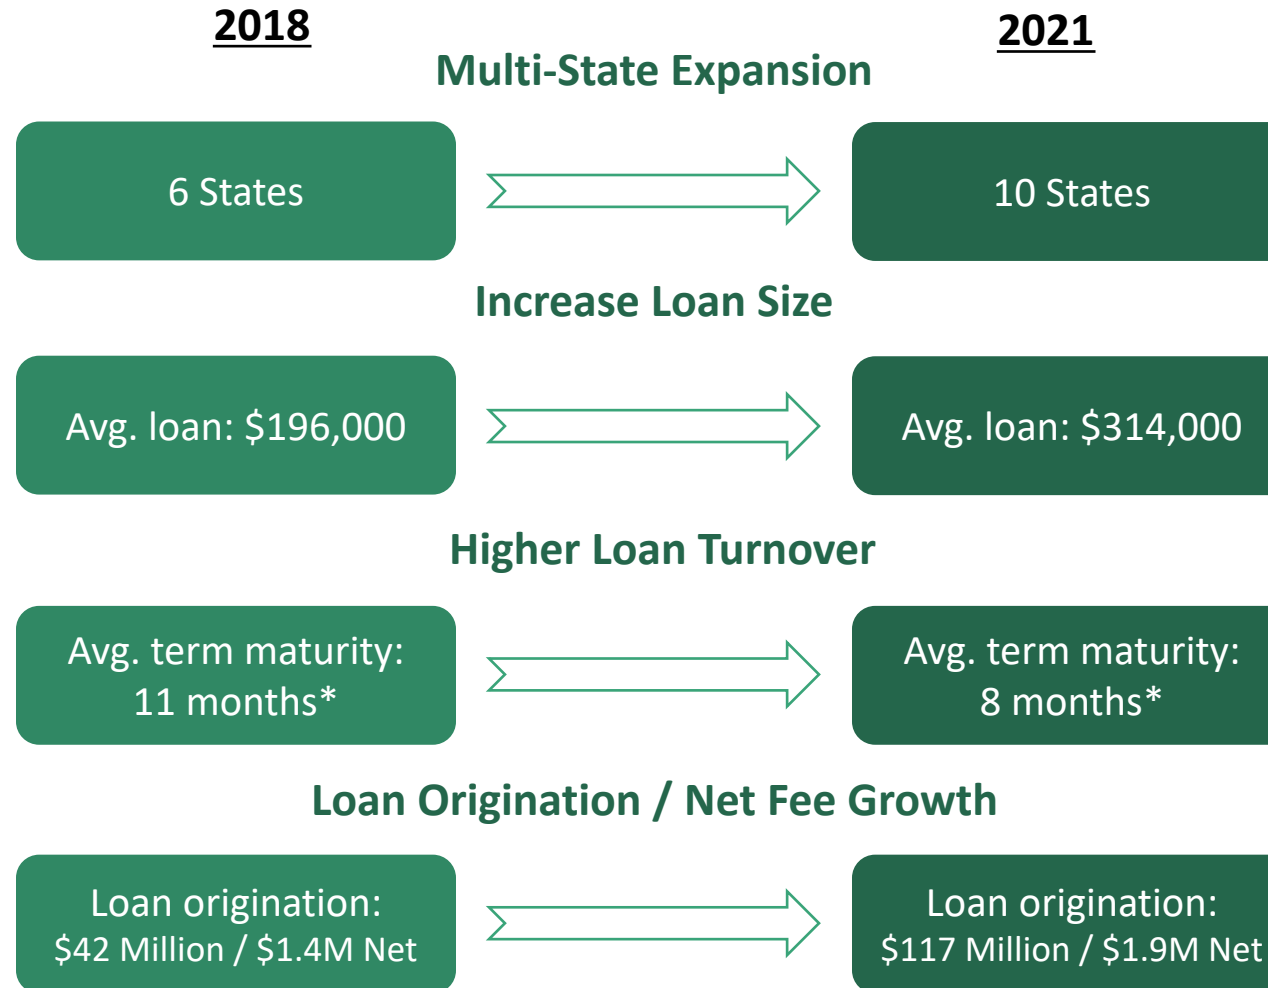 2018
2021
Multi-State Expansion
6 States
10 States
Increase Loan Size
Avg. loan: $196,000
Avg. loan: $314,000
Higher Loan Turnover
Avg. term maturity:
11 months*
Avg. term maturity:
8 months*
Loan Origination / Net Fee Growth
Loan origination:
$42 Million / $1.4M Net
Loan origination:
$117 Million / $1.9M Net